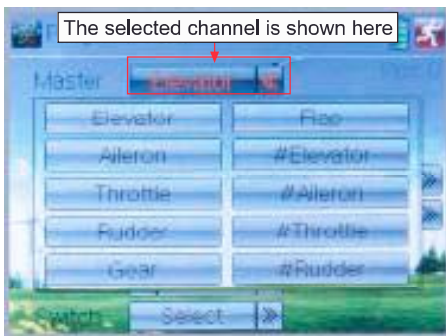 The selected channel is shown here
Master Elevator
Elevator Flap
Aileron #Elevator
Throttle #Aileron
Rudder #Throttle
Gear #Rudder
Switch Select